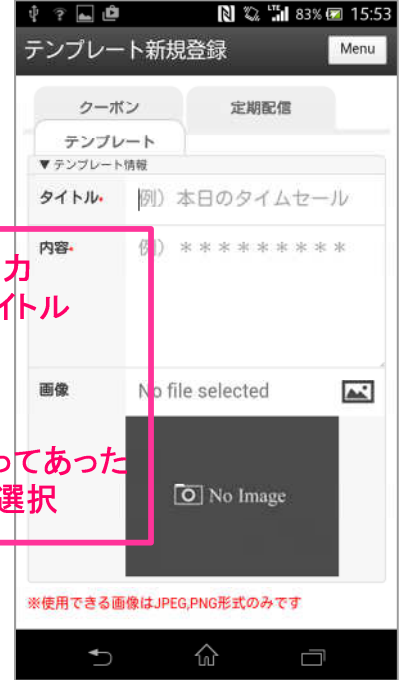 83% 15:53
テンプレート新規登録 Menu
クーポン 定期配信
テンプレート
▼テンプレート情報
タイトル• 例）本日のタイムセール
内容• 例）＊＊＊＊＊＊＊＊＊
力
イトル
画像 No file selected
ってあった
選択
No Image
※使用できる画像はJPEG,PNG形式のみです